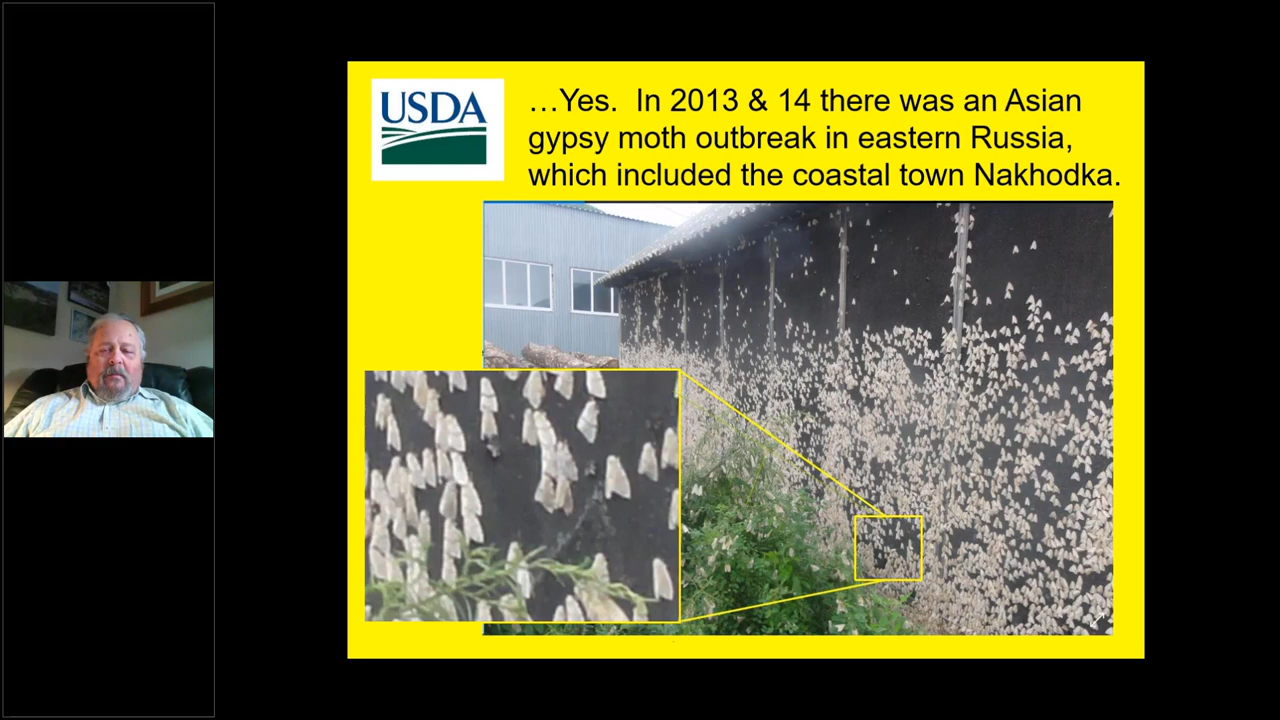 USDA
…Yes.  In 2013 & 14 there was an Asian
gypsy moth outbreak in eastern Russia,
which included the coastal town Nakhodka.